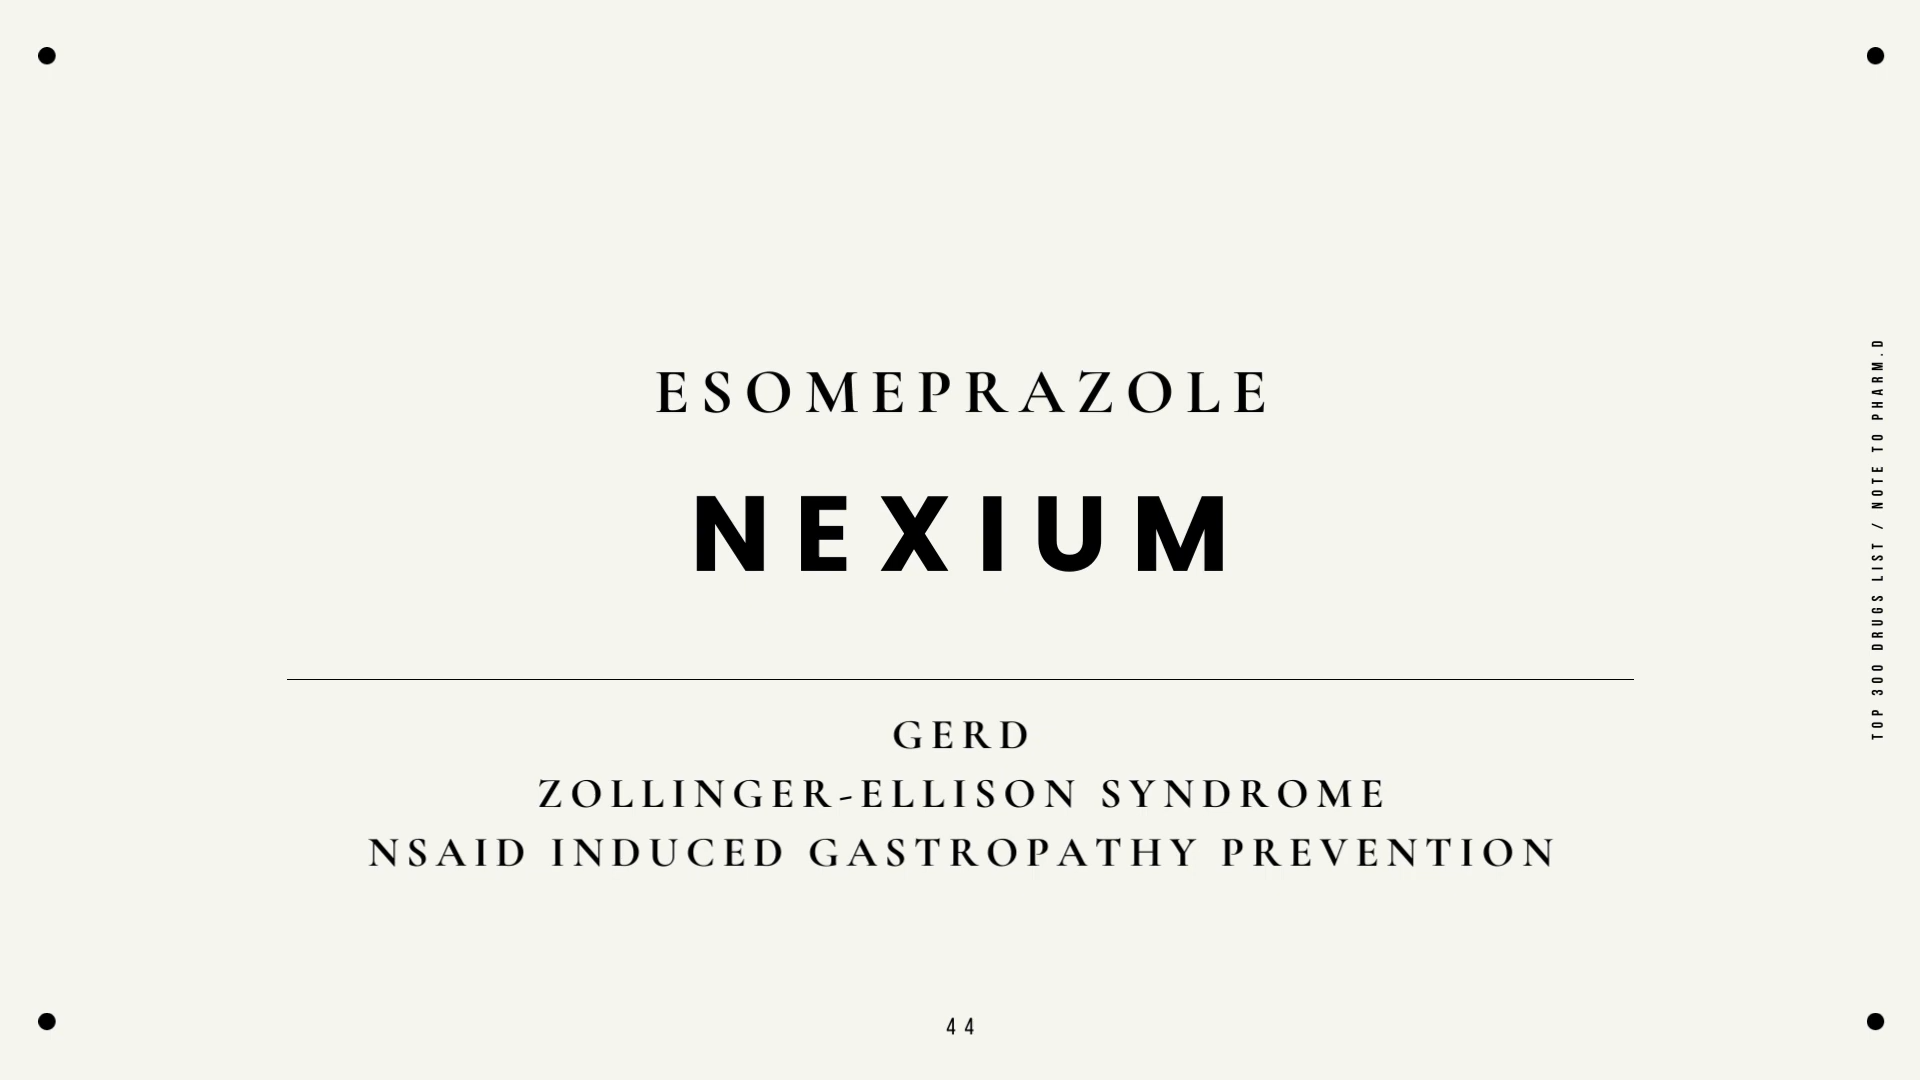 ESOMEPRAZOLE
NEXIUM
GERD
ZOLLINGER-ELLISON SYNDROME
NSAID INDUCED GASTROPATHY PREVENTION
44
TOP 300 DRUGS LIST / NOTE TO PHARM.D